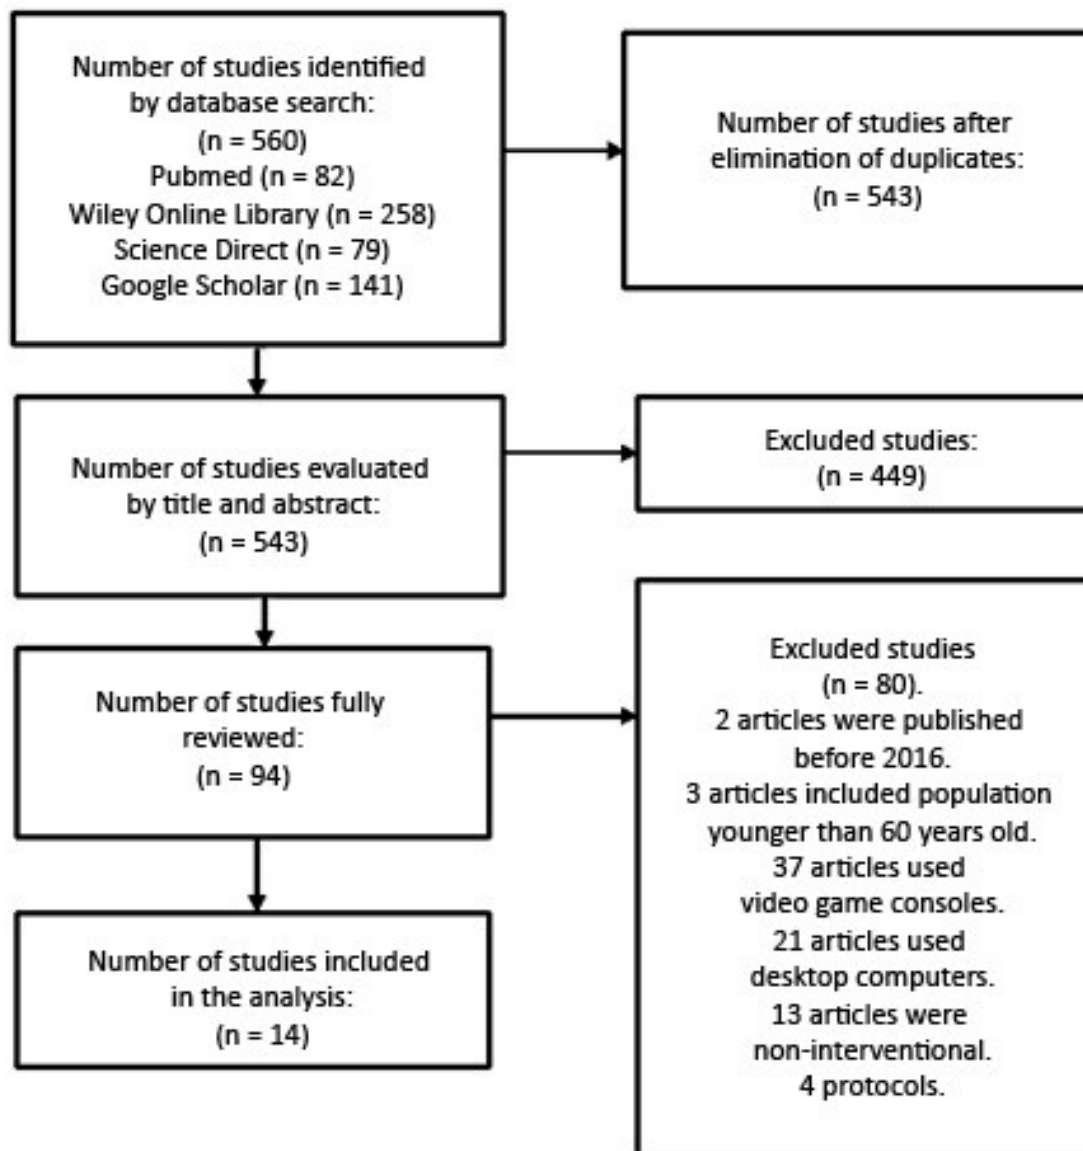 Number of studies identified
by database search:
(n = 560)
Pubmed (n = 82)
Wiley Online Library (n = 258)
Science Direct (n = 79)
Google Scholar (n = 141)
Number of studies after
elimination of duplicates:
(n = 543)
Number of studies evaluated
by title and abstract:
(n = 543)
Excluded studies:
(n = 449)
Number of studies fully
reviewed:
(n = 94)
Excluded studies
(n = 80).
2 articles were published
before 2016.
3 articles included population
younger than 60 years old.
37 articles used
video game consoles.
21 articles used
desktop computers.
13 articles were
non-interventional.
4 protocols.
Number of studies included
in the analysis:
(n = 14)